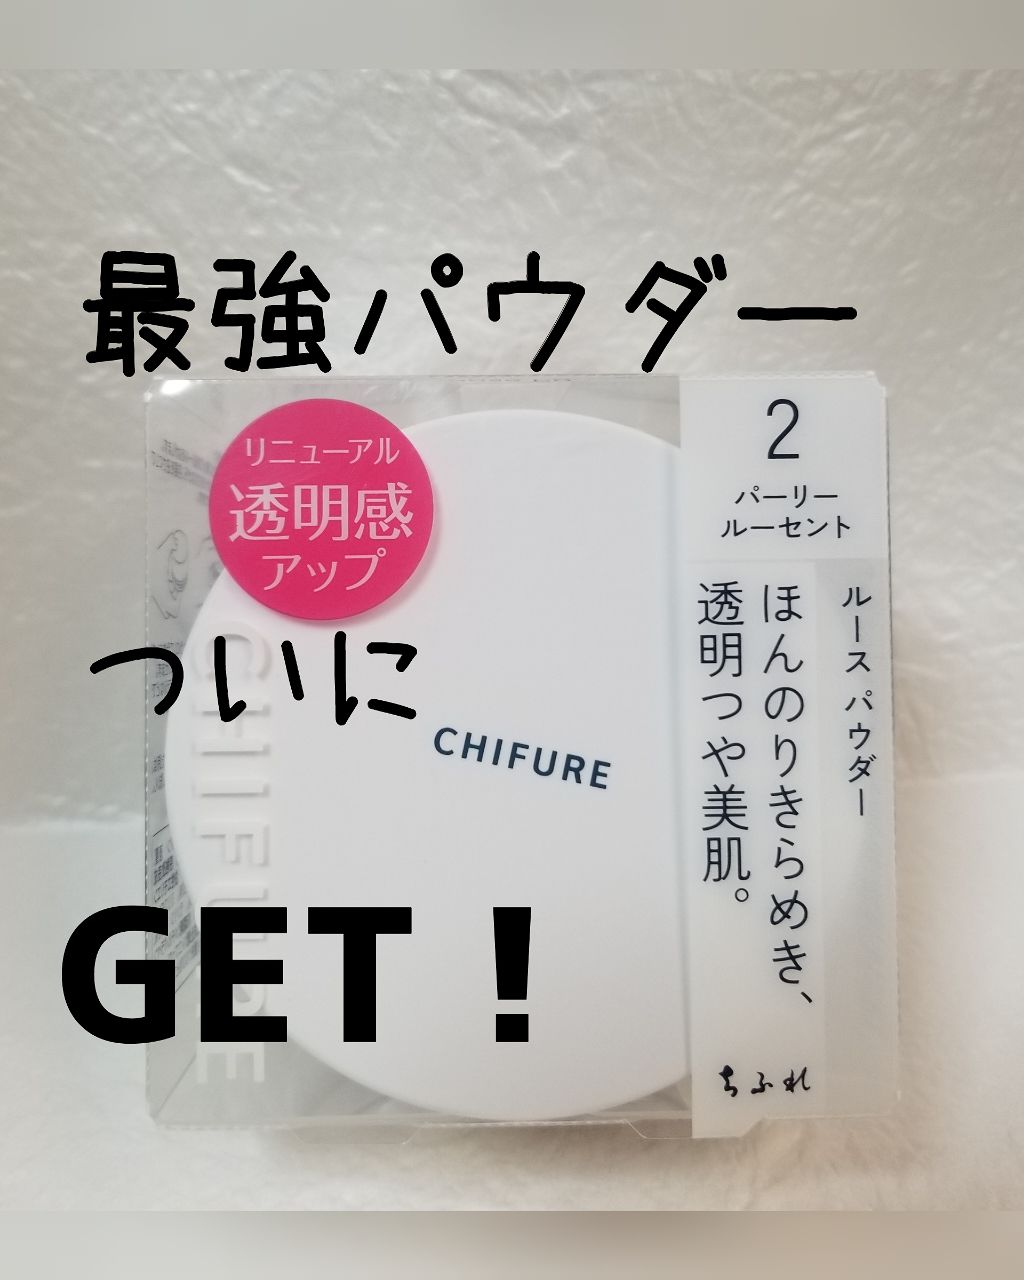 最強パウダー
リニューアル
透明感
アップ
2
パーリー
ルーセント
ルース パウダー
ほんのりきらめき、
透明つや美肌。
ついに
CHIFURE
CHIFURE
GET！
ちふれ